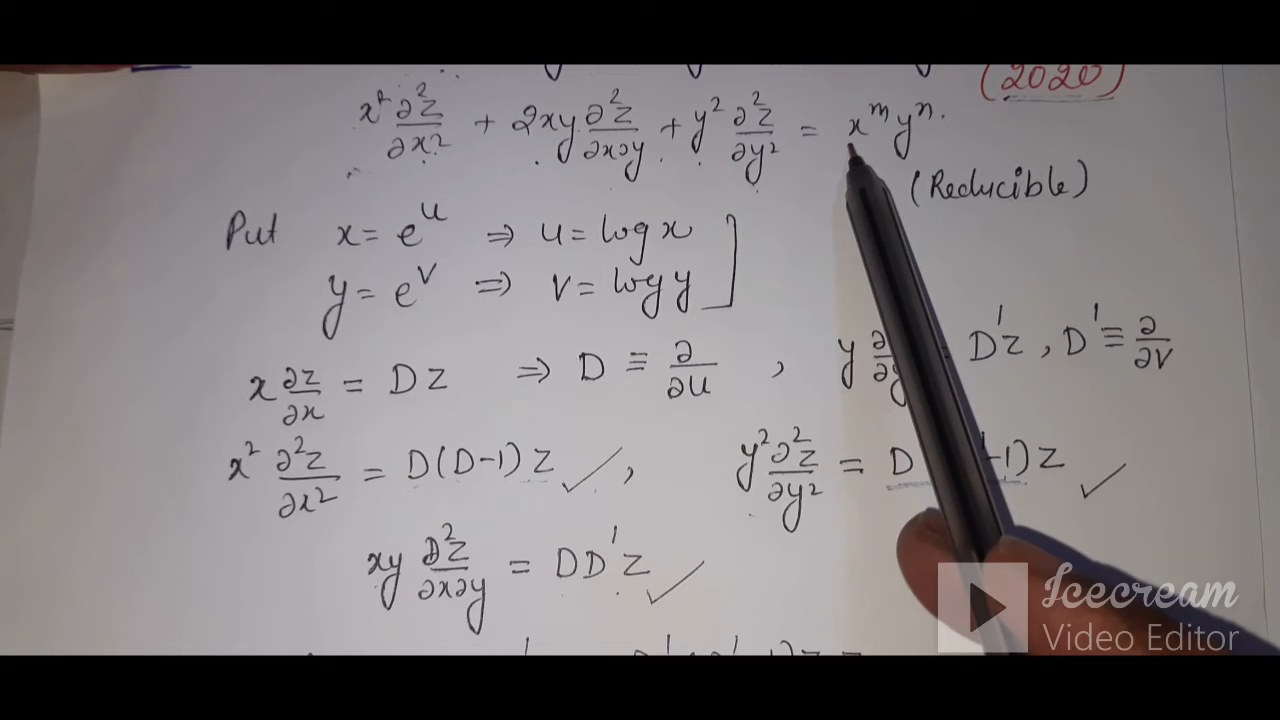 (2020)
x² ∂²z/∂x² + 2xy ∂²z/∂x∂y + y² ∂²z/∂y² = x^m y^n.
(Reducible)
Put x = e^u ⇒ u = log x
y = e^v ⇒ v = log y
x ∂z/∂x = Dz ⇒ D ≡ ∂/∂u , y = D'z , D' ≡ ∂/∂v
x² ∂²z/∂x² = D(D-1)z ✓ , y² ∂²z/∂y² = D -1)z ✓
xy D²z/∂x∂y = DD'z ✓
Icecream
Video Editor